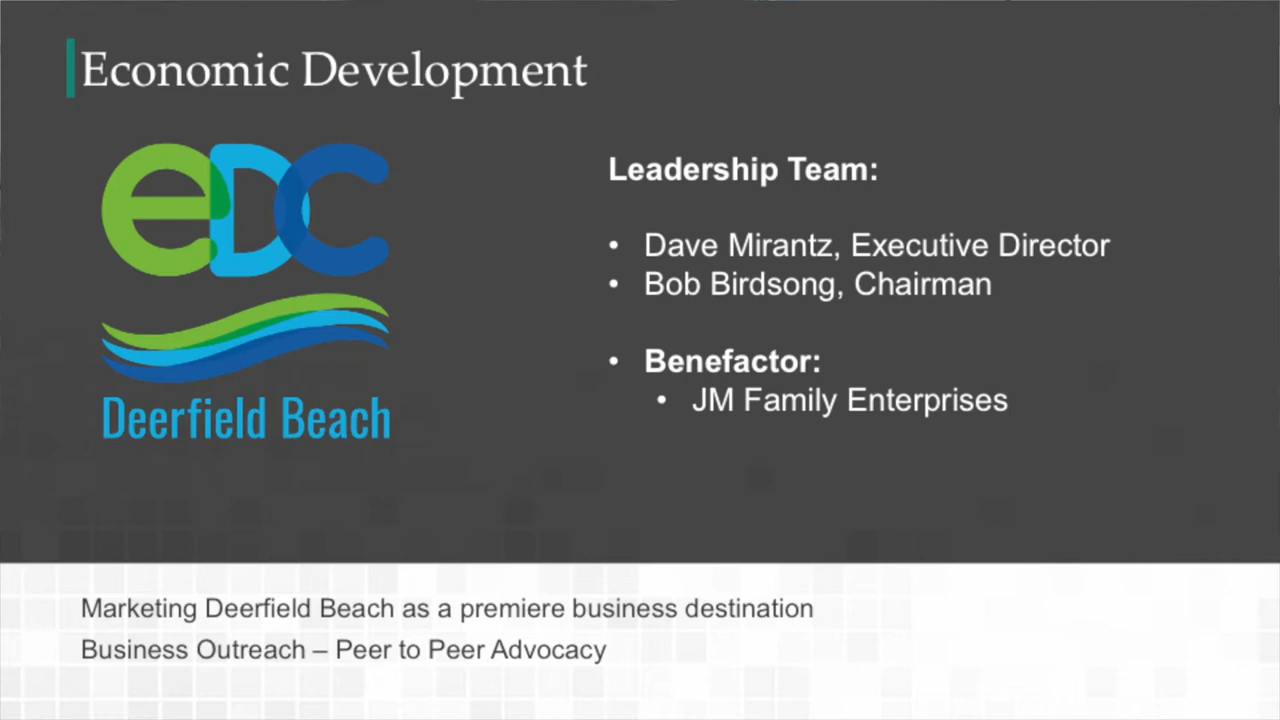 Economic Development
eDC
Deerfield Beach
Leadership Team:
• Dave Mirantz, Executive Director
• Bob Birdsong, Chairman
• Benefactor:
• JM Family Enterprises
Marketing Deerfield Beach as a premiere business destination
Business Outreach – Peer to Peer Advocacy